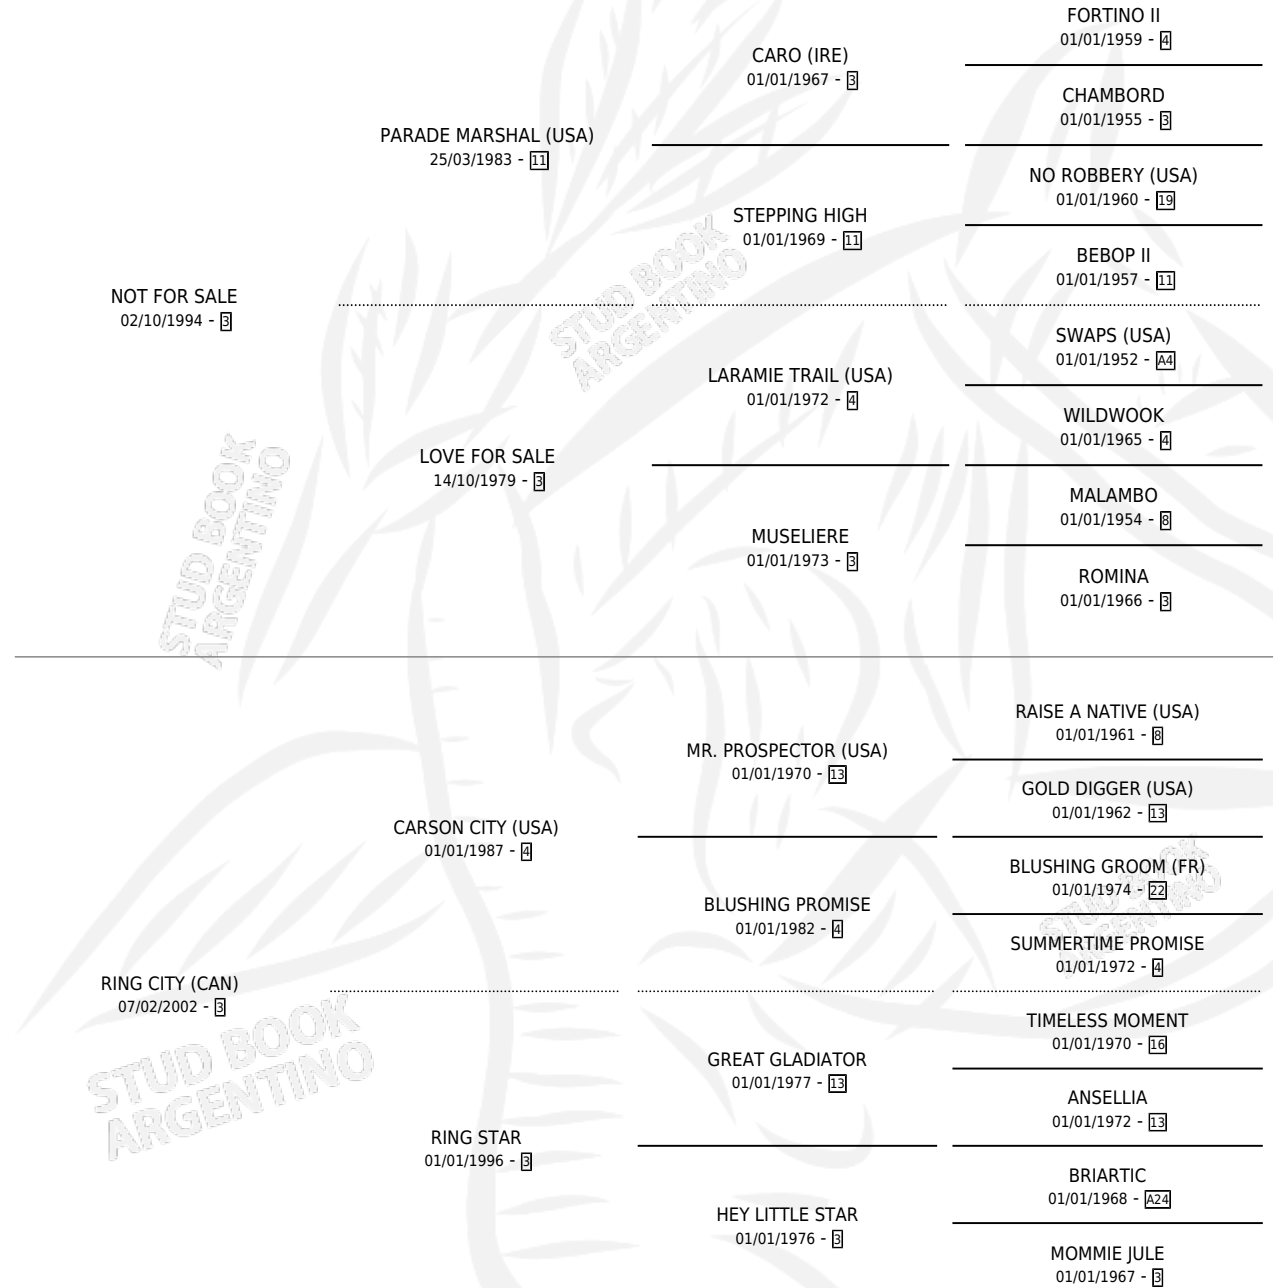 FORTINO II
01/01/1959 - 4
CARO (IRE)
01/01/1967 - 3
CHAMBORD
01/01/1955 - 3
PARADE MARSHAL (USA)
25/03/1983 - 11
NO ROBBERY (USA)
01/01/1960 - 19
STEPPING HIGH
01/01/1969 - 11
BEBOP II
01/01/1957 - 11
NOT FOR SALE
02/10/1994 - 3
STUD BOOK
ARGENTINO
SWAPS (USA)
01/01/1952 - A4
LARAMIE TRAIL (USA)
01/01/1972 - 4
WILDWOOK
01/01/1965 - 4
LOVE FOR SALE
14/10/1979 - 3
MALAMBO
01/01/1954 - 8
MUSELIERE
01/01/1973 - 3
ROMINA
01/01/1966 - 3
STUD BOOK
ARGENTINO
RAISE A NATIVE (USA)
01/01/1961 - 8
MR. PROSPECTOR (USA)
01/01/1970 - 13
GOLD DIGGER (USA)
01/01/1962 - 13
CARSON CITY (USA)
01/01/1987 - 4
BLUSHING GROOM (FR)
01/01/1974 - 22
BLUSHING PROMISE
01/01/1982 - 4
SUMMERTIME PROMISE
01/01/1972 - 4
STUD BOOK
ARGENTINO
RING CITY (CAN)
07/02/2002 - 3
TIMELESS MOMENT
01/01/1970 - 16
GREAT GLADIATOR
01/01/1977 - 13
ANSELLIA
01/01/1972 - 13
STUD BOOK
ARGENTINO
RING STAR
01/01/1996 - 3
BRIARTIC
01/01/1968 - A24
HEY LITTLE STAR
01/01/1976 - 3
MOMMIE JULE
01/01/1967 - 3